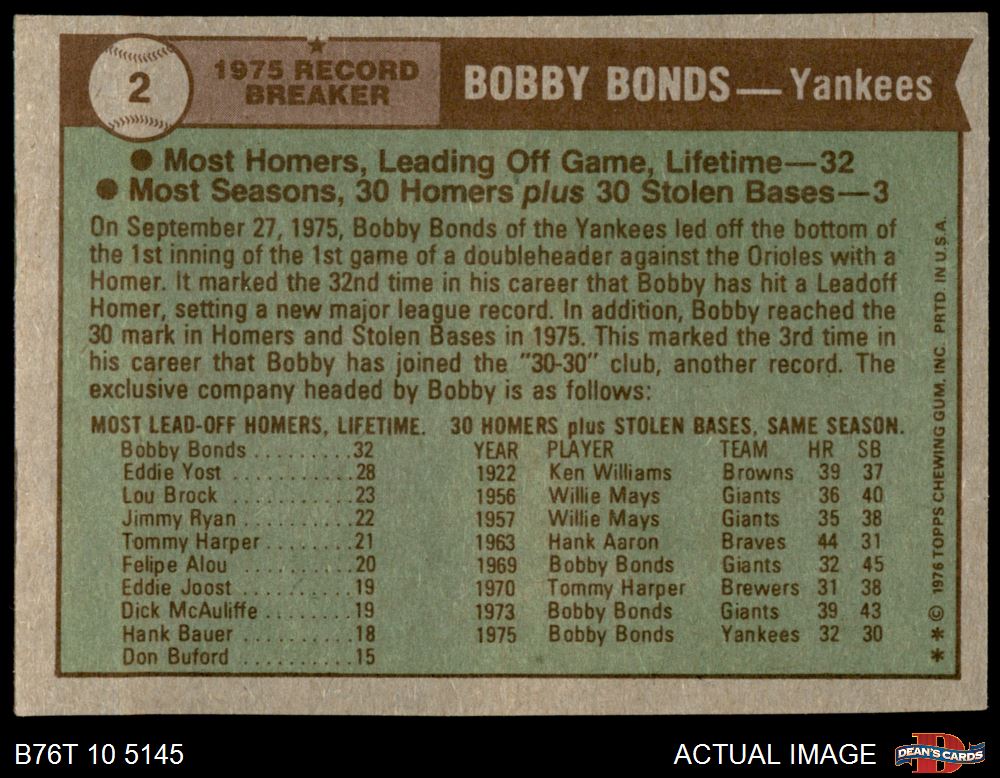 2
1975 RECORD
BREAKER
BOBBY BONDS — Yankees
● Most Homers, Leading Off Game, Lifetime—32
● Most Seasons, 30 Homers plus 30 Stolen Bases—3
On September 27, 1975, Bobby Bonds of the Yankees led off the bottom of
the 1st inning of the 1st game of a doubleheader against the Orioles with a
Homer. It marked the 32nd time in his career that Bobby has hit a Leadoff
Homer, setting a new major league record. In addition, Bobby reached the
30 mark in Homers and Stolen Bases in 1975. This marked the 3rd time in
his career that Bobby has joined the "30-30" club, another record. The
exclusive company headed by Bobby is as follows:
MOST LEAD-OFF HOMERS, LIFETIME.
Bobby Bonds . . . . . . . . . 32
Eddie Yost . . . . . . . . . . . 28
Lou Brock . . . . . . . . . . . . 23
Jimmy Ryan . . . . . . . . . . 22
Tommy Harper . . . . . . . . 21
Felipe Alou . . . . . . . . . . . 20
Eddie Joost . . . . . . . . . . 19
Dick McAuliffe . . . . . . . . 19
Hank Bauer . . . . . . . . . . 18
Don Buford . . . . . . . . . . 15
30 HOMERS plus STOLEN BASES, SAME SEASON.
YEAR PLAYER TEAM HR SB
1922 Ken Williams Browns 39 37
1956 Willie Mays Giants 36 40
1957 Willie Mays Giants 35 38
1963 Hank Aaron Braves 44 31
1969 Bobby Bonds Giants 32 45
1970 Tommy Harper Brewers 31 38
1973 Bobby Bonds Giants 39 43
1975 Bobby Bonds Yankees 32 30
* * © 1976 TOPPS CHEWING GUM, INC. PRTD IN U.S.A.
B76T 10 5145
ACTUAL IMAGE
DEAN'S CARDS